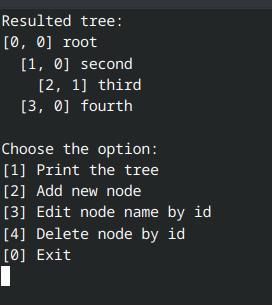 Resulted tree:
[0, 0] root
[1, 0] second
[2, 1] third
[3, 0] fourth
Choose the option:
[1] Print the tree
[2] Add new node
[3] Edit node name by id
[4] Delete node by id
[0] Exit